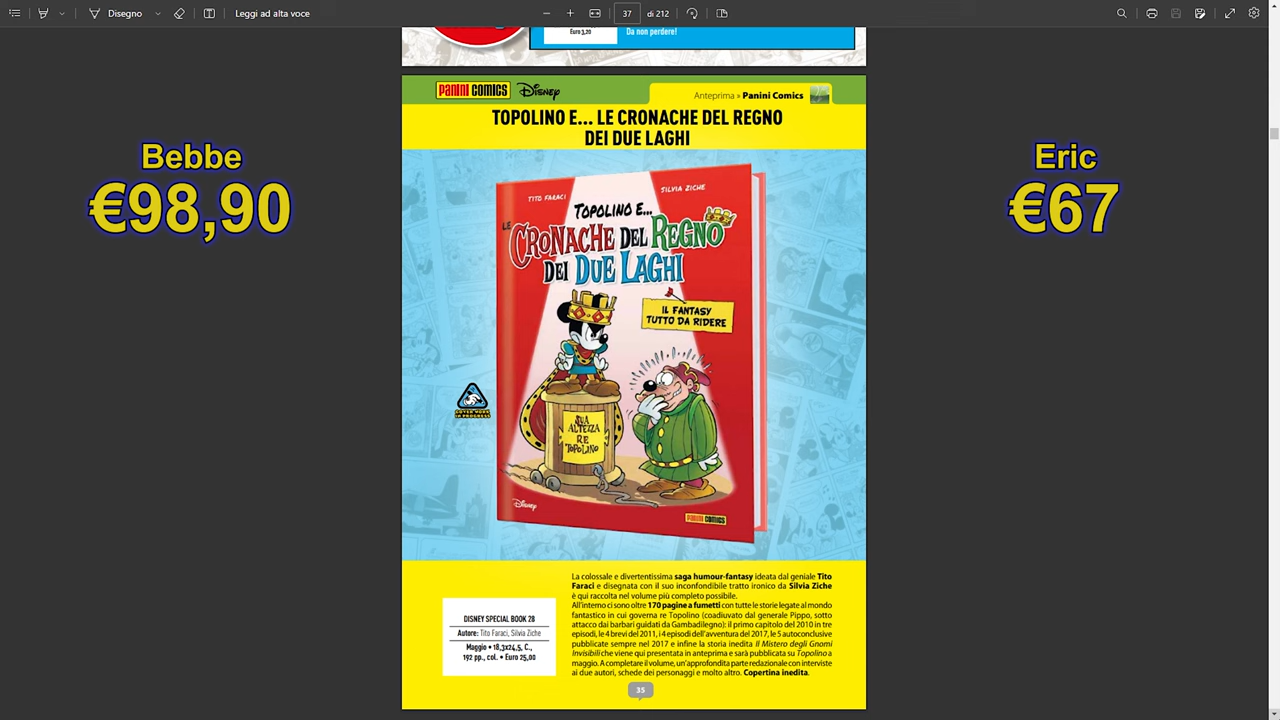 Disegno
Leggi ad alta voce
37
di 212
Euro 3,20
Da non perdere!
PANINI COMICS
Disney
Anteprima » Panini Comics
TOPOLINO E... LE CRONACHE DEL REGNO
DEI DUE LAGHI
Bebbe
€98,90
Eric
€67
TITO FARACI
SILVIA ZICHE
TOPOLINO E...
LE
CRONACHE DEL REGNO
DEI DUE LAGHI
IL FANTASY
TUTTO DA RIDERE
COVER WORK
IN PROGRESS
SUA
ALTEZZA
RE
TOPOLINO
Disney
PANINI COMICS
La colossale e divertentissima saga humour-fantasy ideata dal geniale Tito
Faraci e disegnata con il suo inconfondibile tratto ironico da Silvia Ziche
è qui raccolta nel volume più completo possibile.
All'interno ci sono oltre 170 pagine a fumetti con tutte le storie legate al mondo
fantastico in cui governa re Topolino (coadiuvato dal generale Pippo, sotto
attacco dai barbari guidati da Gambadilegno): il primo capitolo del 2010 in tre
episodi, le 4 brevi del 2011, i 4 episodi dell'avventura del 2017, le 5 autoconclusive
pubblicate sempre nel 2017 e infine la storia inedita Il Mistero degli Gnomi
Invisibili che viene qui presentata in anteprima e sarà pubblicata su Topolino a
maggio. A completare il volume, un'approfondita parte redazionale con interviste
ai due autori, schede dei personaggi e molto altro. Copertina inedita.
DISNEY SPECIAL BOOK 28
Autore: Tito Faraci, Silvia Ziche
Maggio • 18,3x24,5, C.,
192 pp., col. • Euro 25,00
35